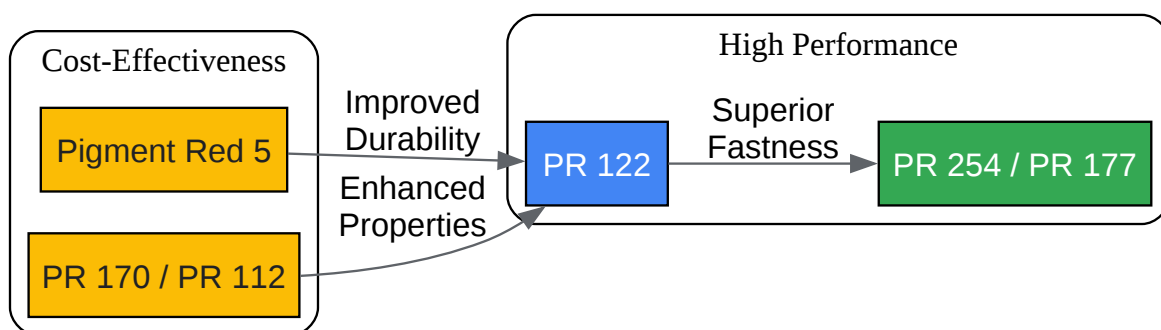 Cost-Effectiveness
Pigment Red 5
PR 170 / PR 112
Improved
Durability
Enhanced
Properties
High Performance
PR 122
Superior
Fastness
PR 254 / PR 177